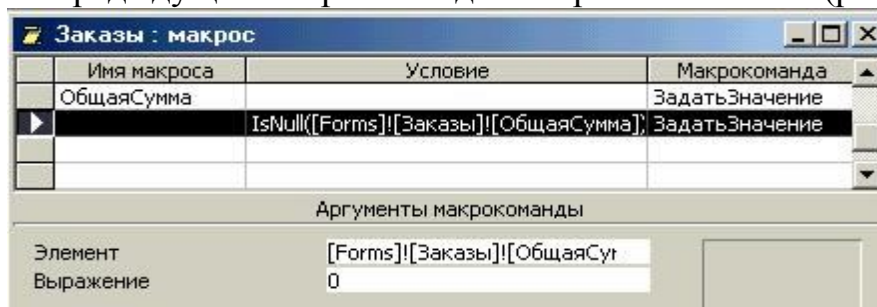 Заказы : макрос
Имя макроса Условие Макрокоманда
ОбщаяСумма ЗадатьЗначение
IsNull([Forms]![Заказы]![ОбщаяСумма]) ЗадатьЗначение
Аргументы макрокоманды
Элемент [Forms]![Заказы]![ОбщаяСу
Выражение 0